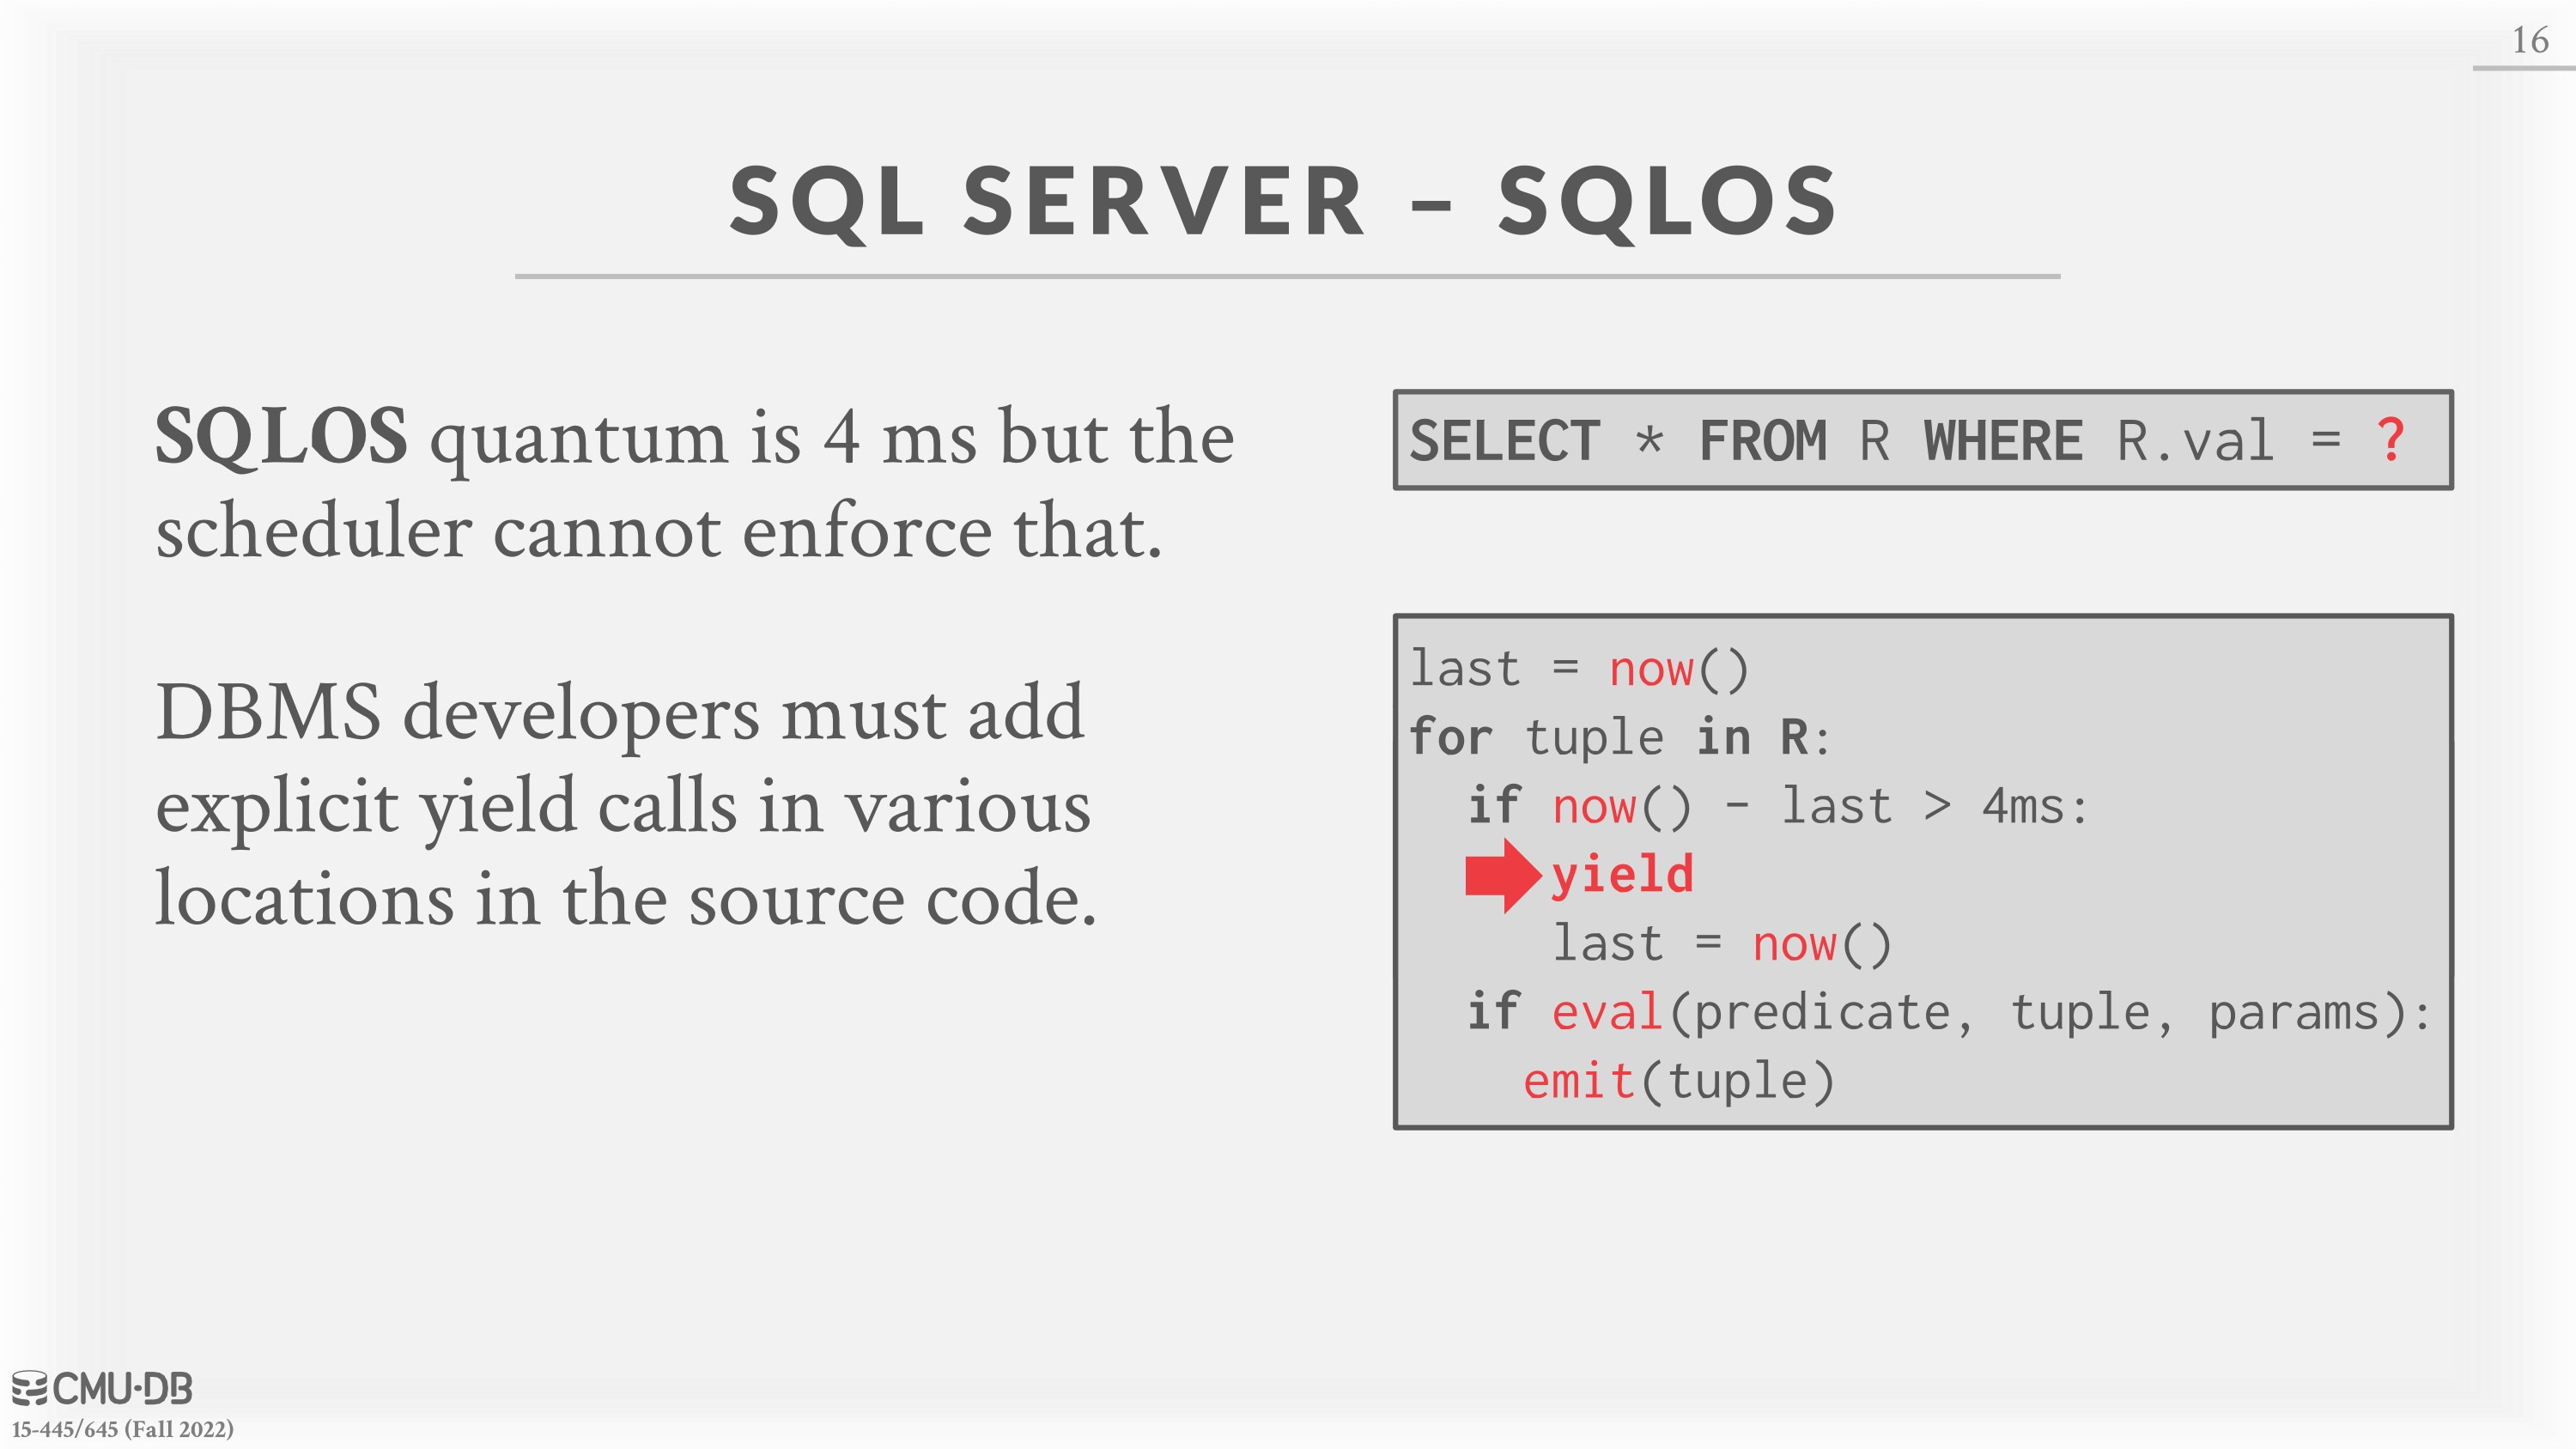 16
SQL SERVER – SQLOS
SQLOS quantum is 4 ms but the
scheduler cannot enforce that.
DBMS developers must add
explicit yield calls in various
locations in the source code.
SELECT * FROM R WHERE R.val = ?
last = now()
for tuple in R:
  if now() - last > 4ms:
     yield
     last = now()
  if eval(predicate, tuple, params):
    emit(tuple)
CMU·DB
15-445/645 (Fall 2022)